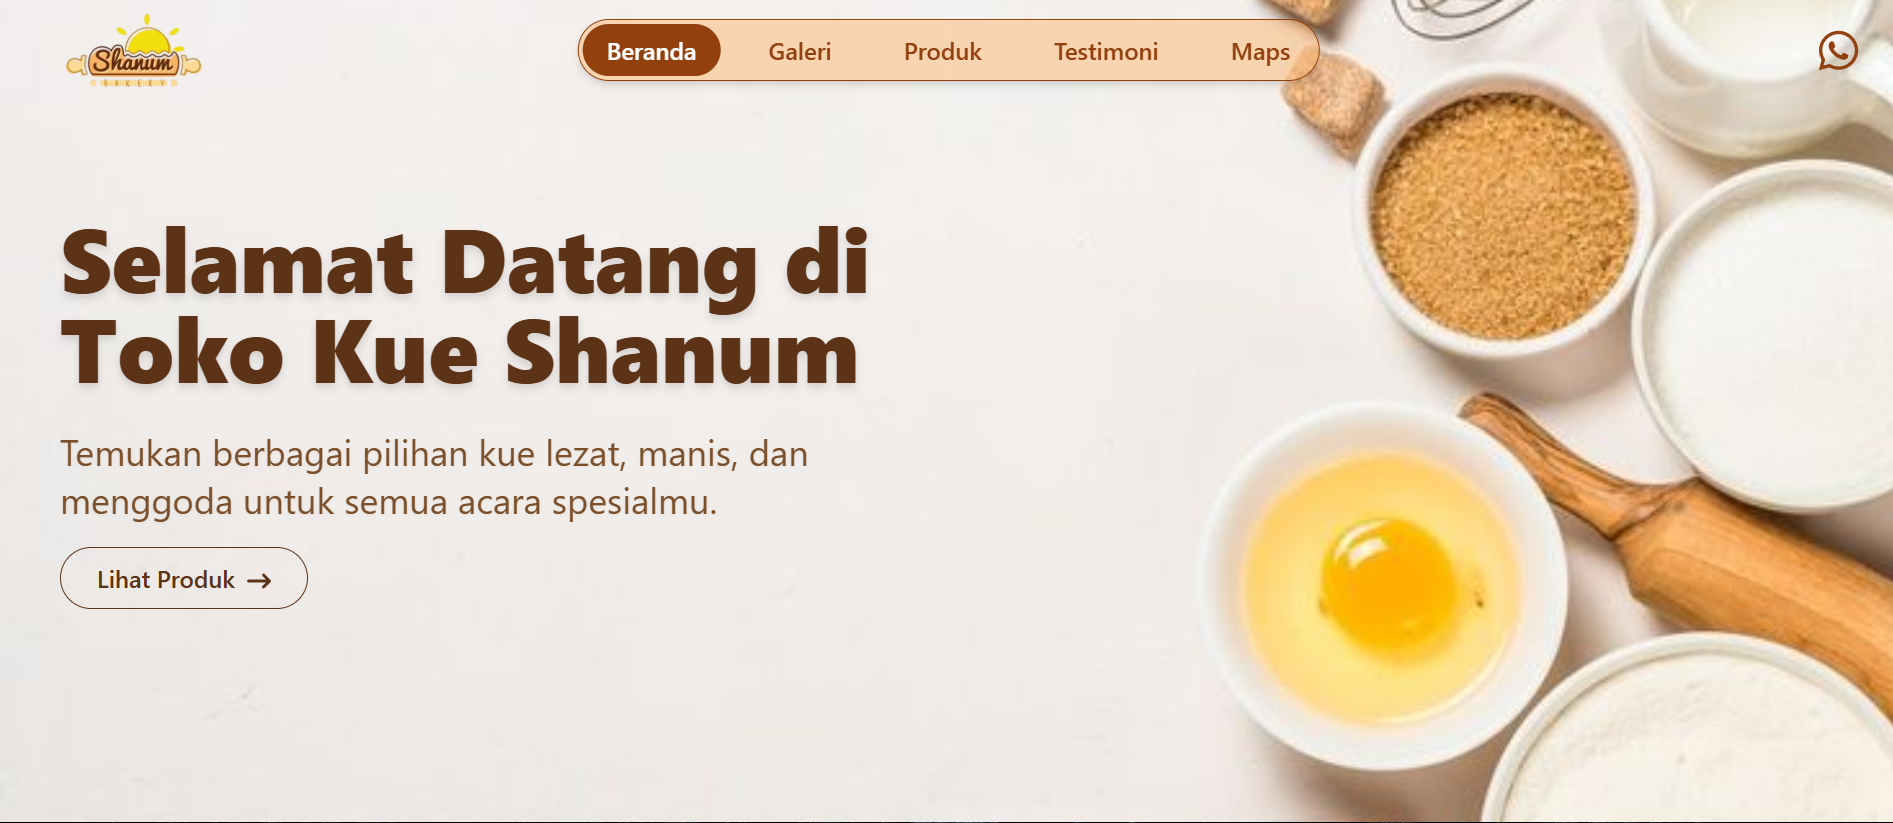 Shanum
BAKERY
Beranda
Galeri
Produk
Testimoni
Maps
Selamat Datang di
Toko Kue Shanum
Temukan berbagai pilihan kue lezat, manis, dan
menggoda untuk semua acara spesialmu.
Lihat Produk →